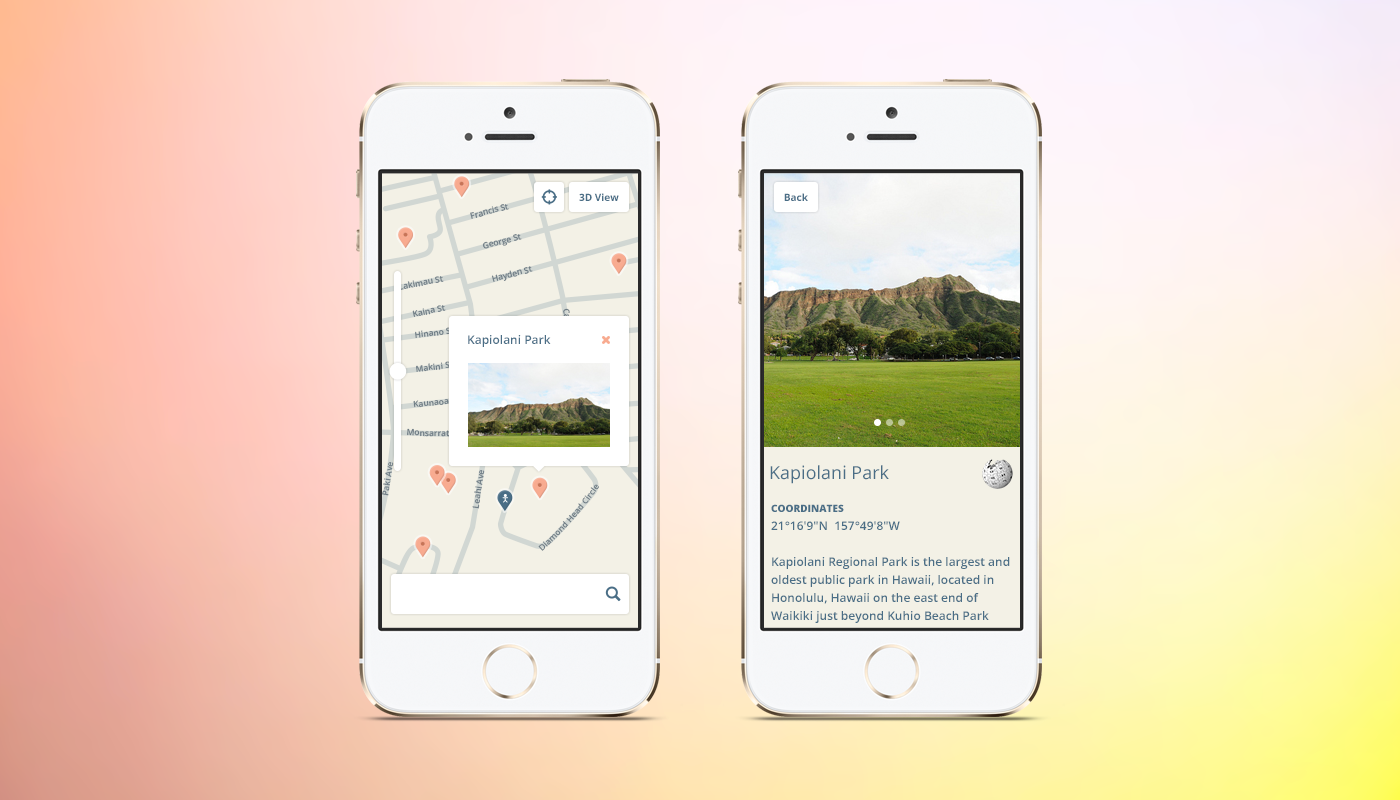 3D View
Francis St
George St
Hayden St
akimau St
Kaina St
Hinano S
Makini S
Kaunaoa
Monsarrat
Kapiolani Park
Paki Ave
Leahi Ave
Diamond Head Circle
Back
Kapiolani Park
COORDINATES
21°16'9"N 157°49'8"W
Kapiolani Regional Park is the largest and
oldest public park in Hawaii, located in
Honolulu, Hawaii on the east end of
Waikiki just beyond Kuhio Beach Park